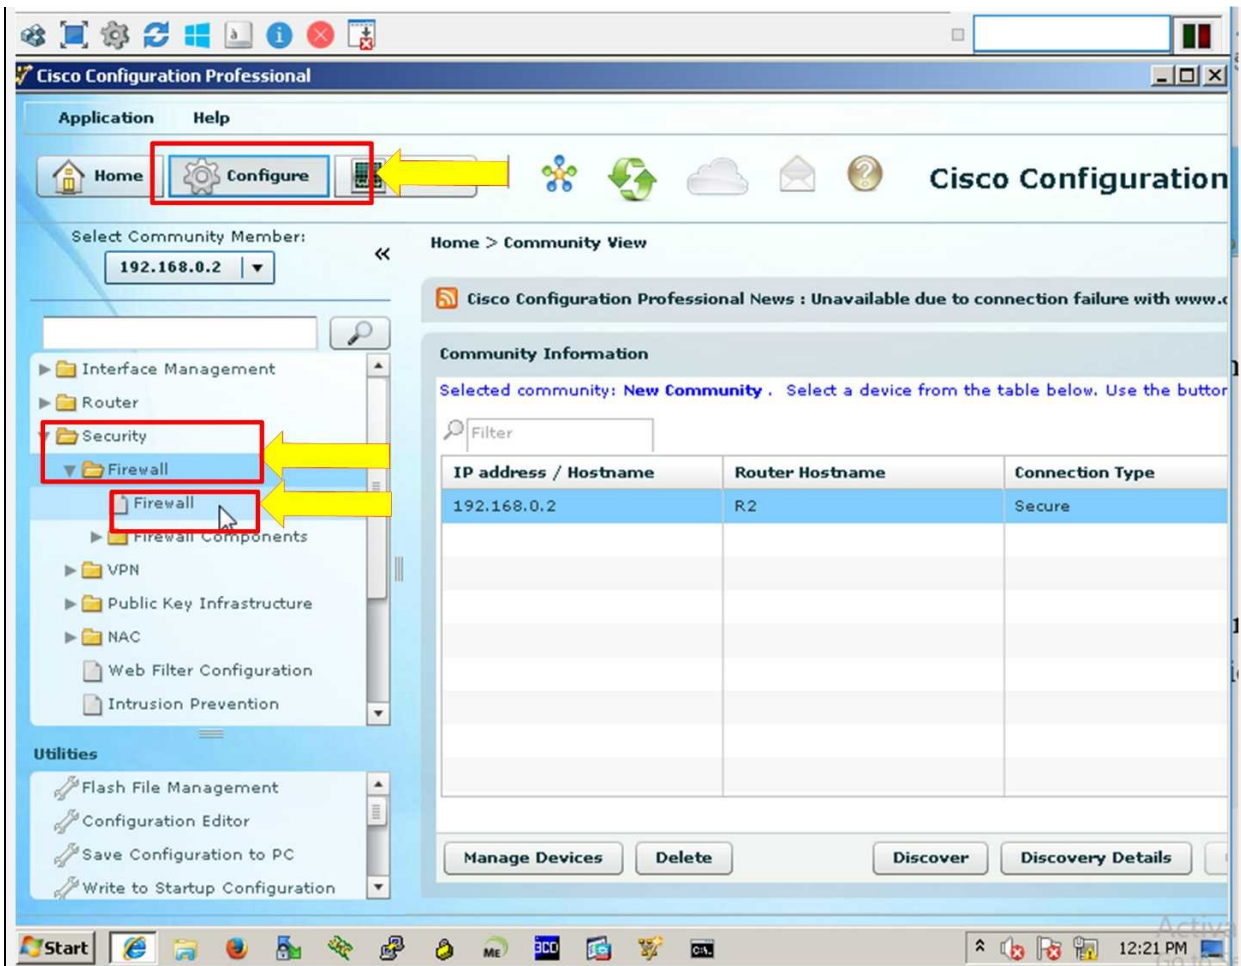 Cisco Configuration Professional
Application Help
Home Configure
Cisco Configuration
Select Community Member:
192.168.0.2
Home > Community View
Cisco Configuration Professional News : Unavailable due to connection failure with www.c
Community Information
Selected community: New Community . Select a device from the table below. Use the button
Filter
IP address / Hostname Router Hostname Connection Type
192.168.0.2 R2 Secure
Interface Management
Router
Security
Firewall
Firewall
Firewall Components
VPN
Public Key Infrastructure
NAC
Web Filter Configuration
Intrusion Prevention
Utilities
Flash File Management
Configuration Editor
Save Configuration to PC
Write to Startup Configuration
Manage Devices Delete Discover Discovery Details
Activa
Start 12:21 PM